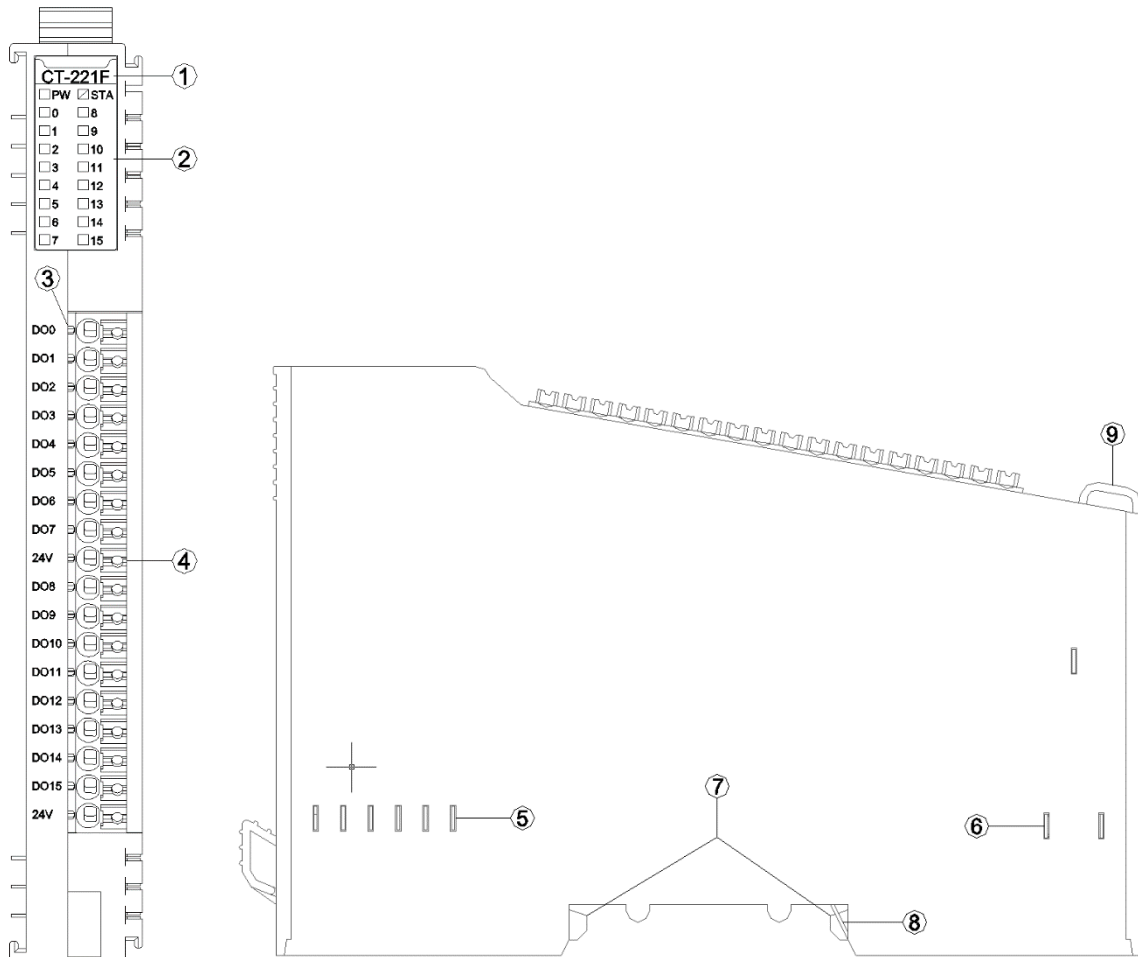 CT-221F
①
PW STA
0 8
1 9
2 10
②
3 11
4 12
5 13
6 14
7 15
③
DO0
DO1
DO2
DO3
DO4
⑨
DO5
DO6
DO7
24V
④
DO8
DO9
DO10
DO11
DO12
DO13
DO14
⑦
DO15
24V
⑤
⑥
⑧